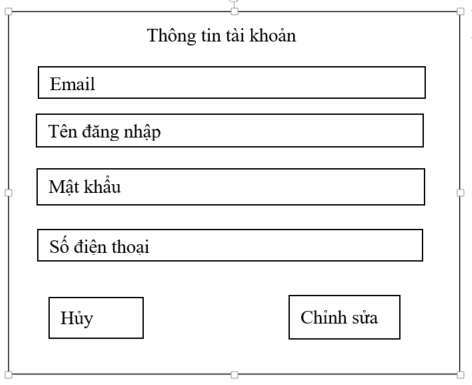 Thông tin tài khoản
Email
Tên đăng nhập
Mật khẩu
Số điện thoại
Hủy
Chỉnh sửa